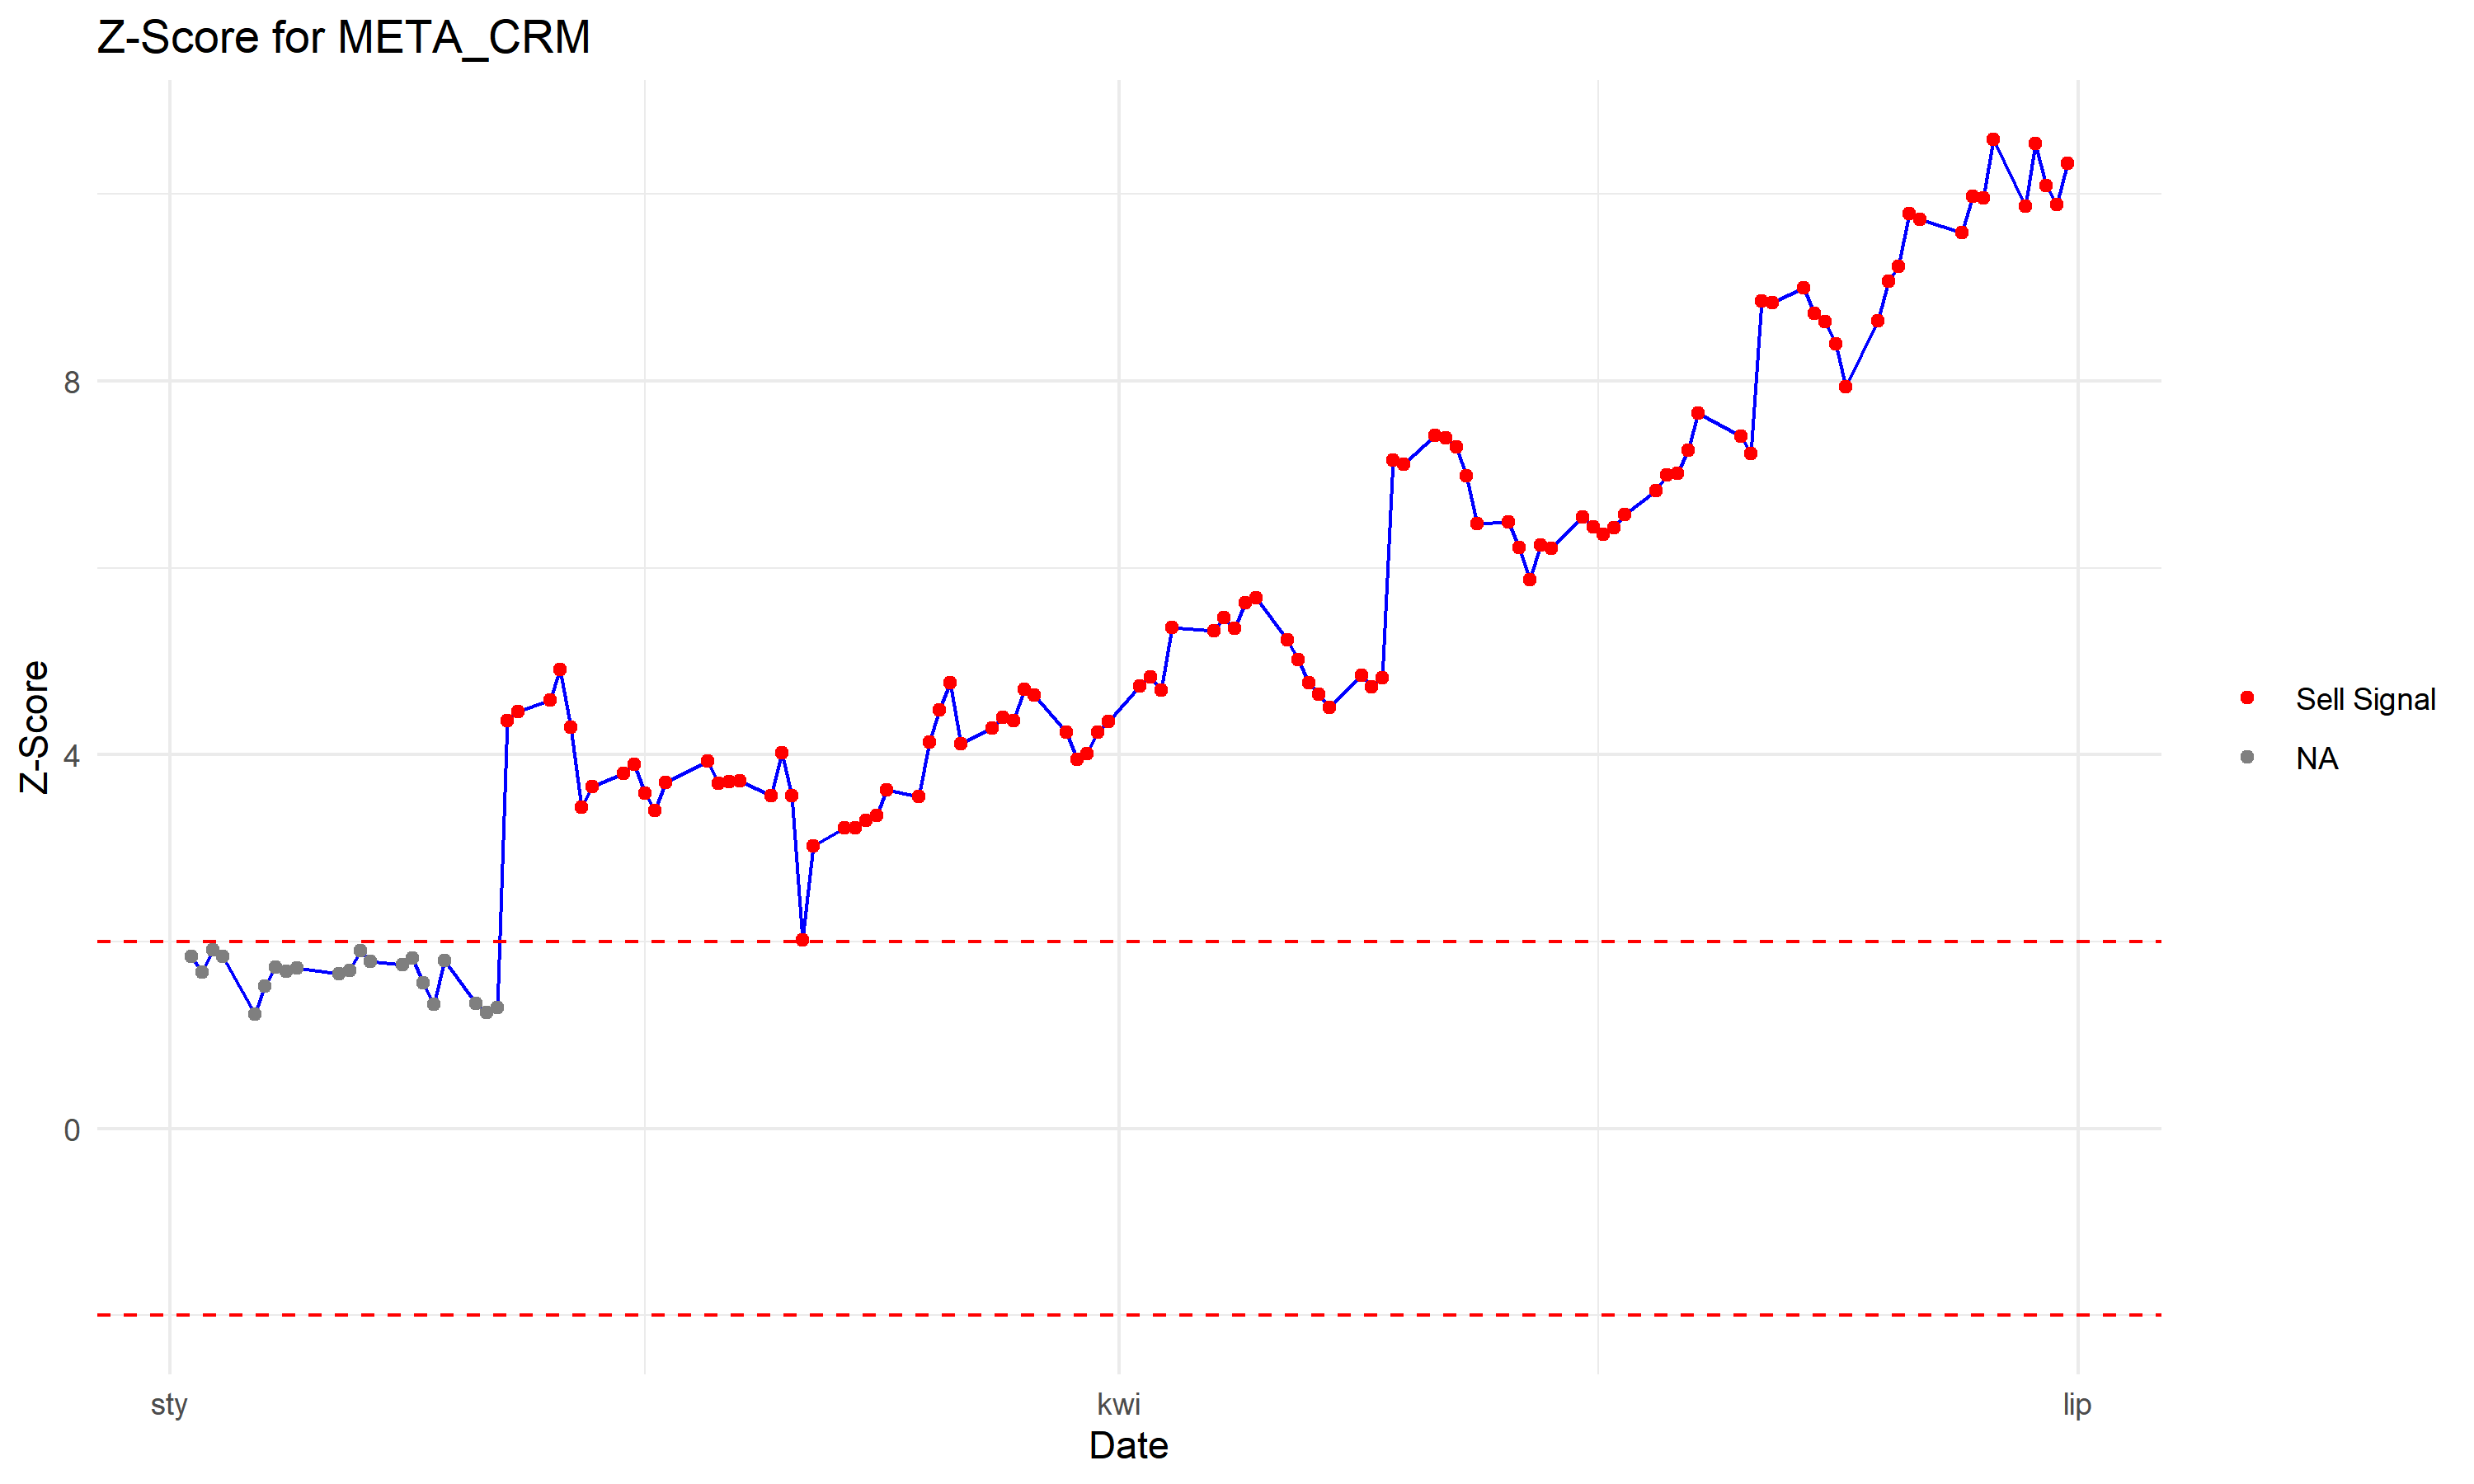 Z-Score for META_CRM
8
4
0
Z-Score
sty
kwi
lip
Date
Sell Signal
NA